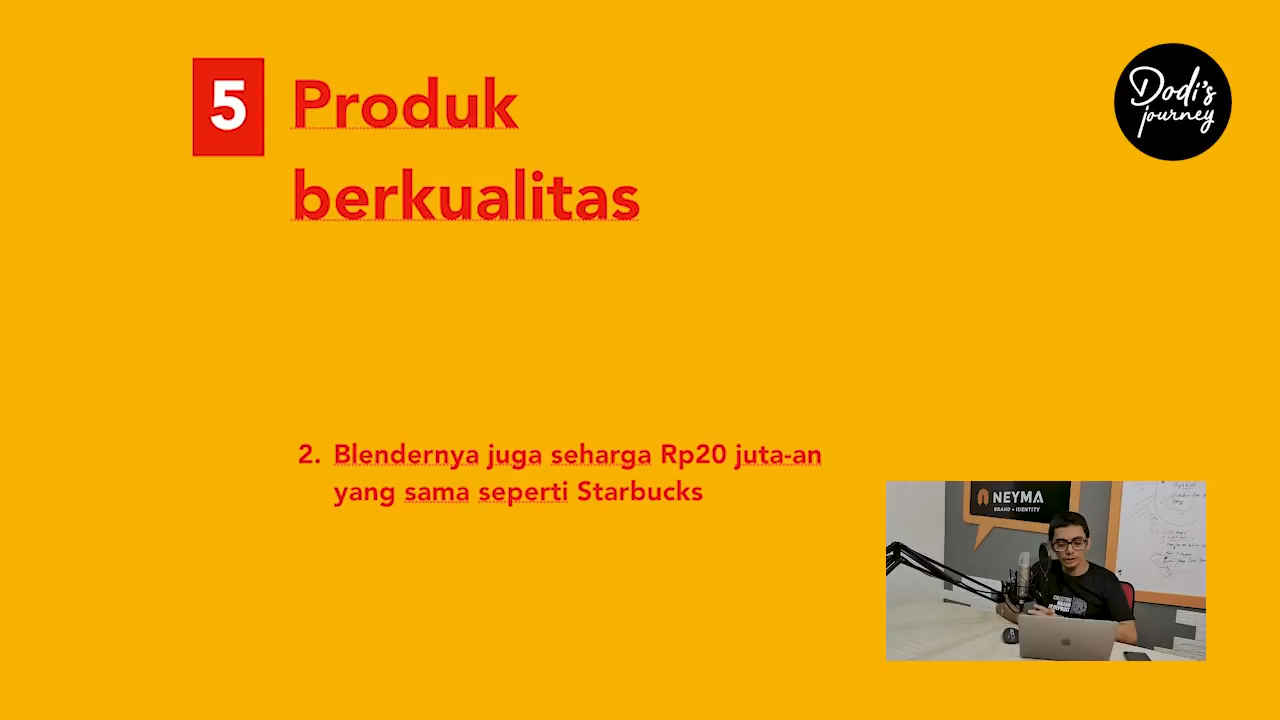 5 Produk
berkualitas
Dodi's
journey
2. Blendernya juga seharga Rp20 juta-an
yang sama seperti Starbucks
NEYMA
BRAND + IDENTITY